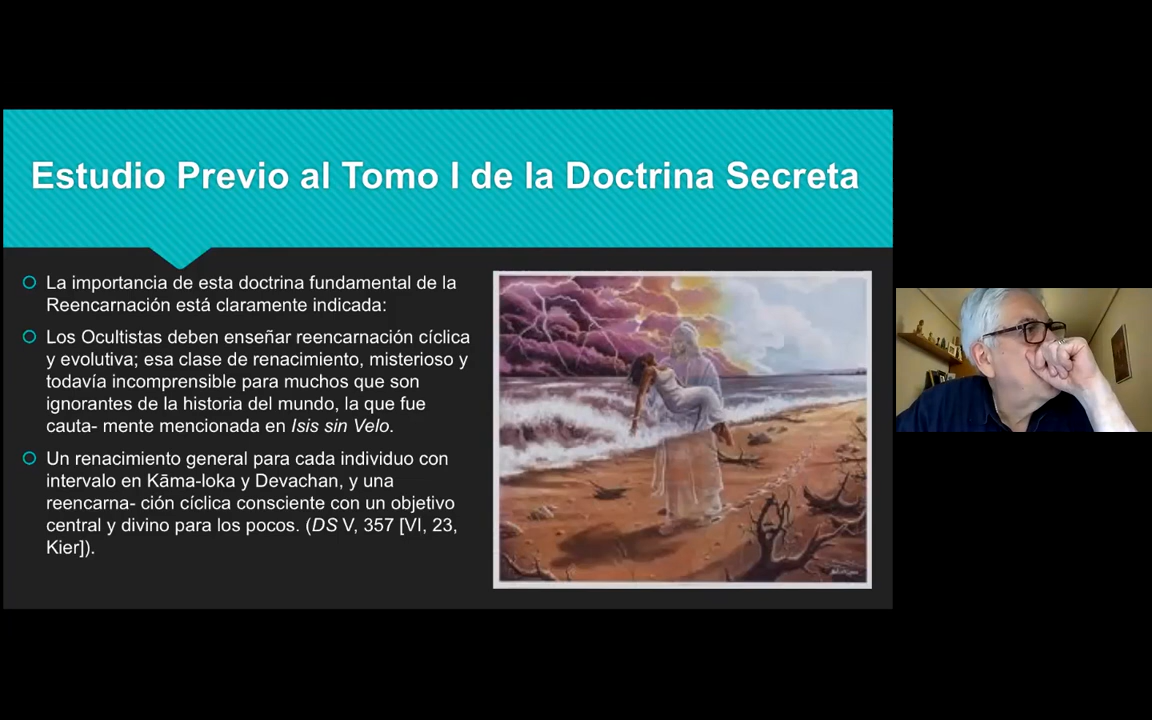 Estudio Previo al Tomo I de la Doctrina Secreta
La importancia de esta doctrina fundamental de la
Reencarnación está claramente indicada:
Los Ocultistas deben enseñar reencarnación cíclica
y evolutiva; esa clase de renacimiento, misterioso y
todavía incomprensible para muchos que son
ignorantes de la historia del mundo, la que fue
cauta- mente mencionada en Isis sin Velo.
Un renacimiento general para cada individuo con
intervalo en Kāma-loka y Devachan, y una
reencarna- ción cíclica consciente con un objetivo
central y divino para los pocos. (DS V, 357 [VI, 23,
Kier]).